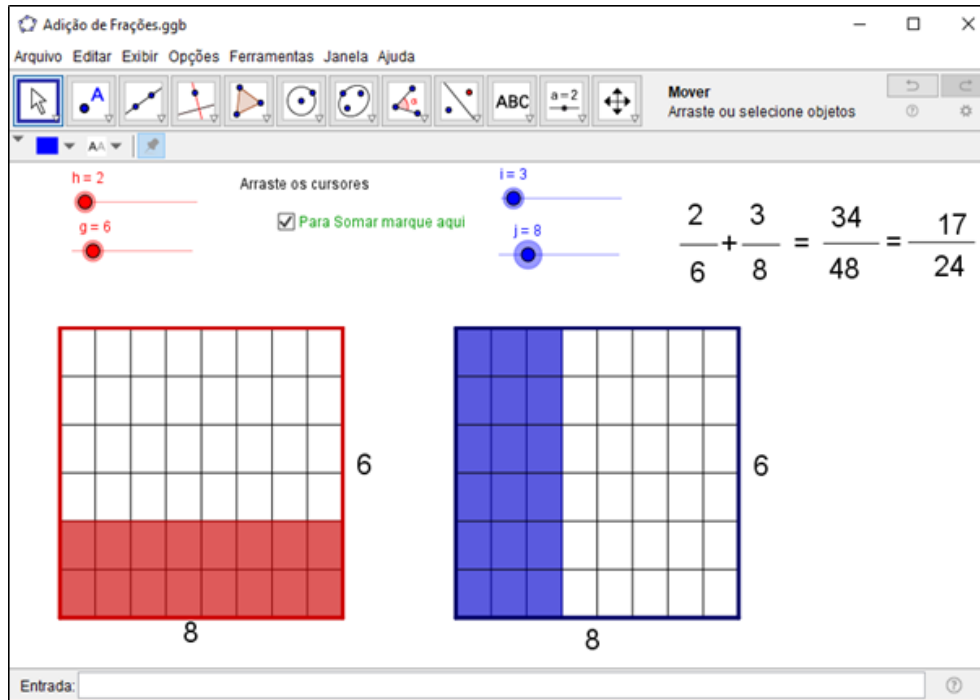 Adição de Frações.ggb
Arquivo Editar Exibir Opções Ferramentas Janela Ajuda
A
α
ABC
a=2
Mover
Arraste ou selecione objetos
AA
h = 2
Arraste os cursores
i = 3
g = 6
Para Somar marque aqui
j = 8
2 3 34 17
+ = =
6 8 48 24
6
6
8
8
Entrada: